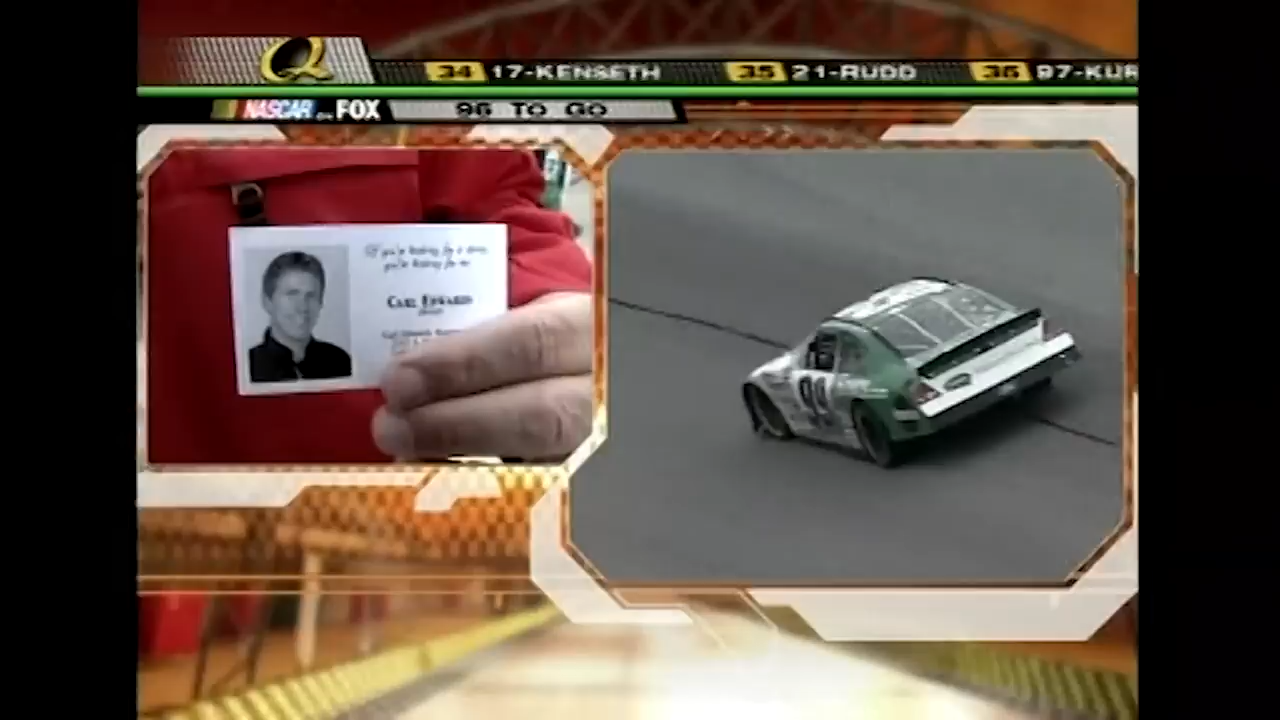 Q 34 17-KENSETH 35 21-RUDD 36 97-KUR
NASCAR ON FOX 96 TO GO
If you're looking for a driver,
you're looking for me
CARL EDWARDS
99